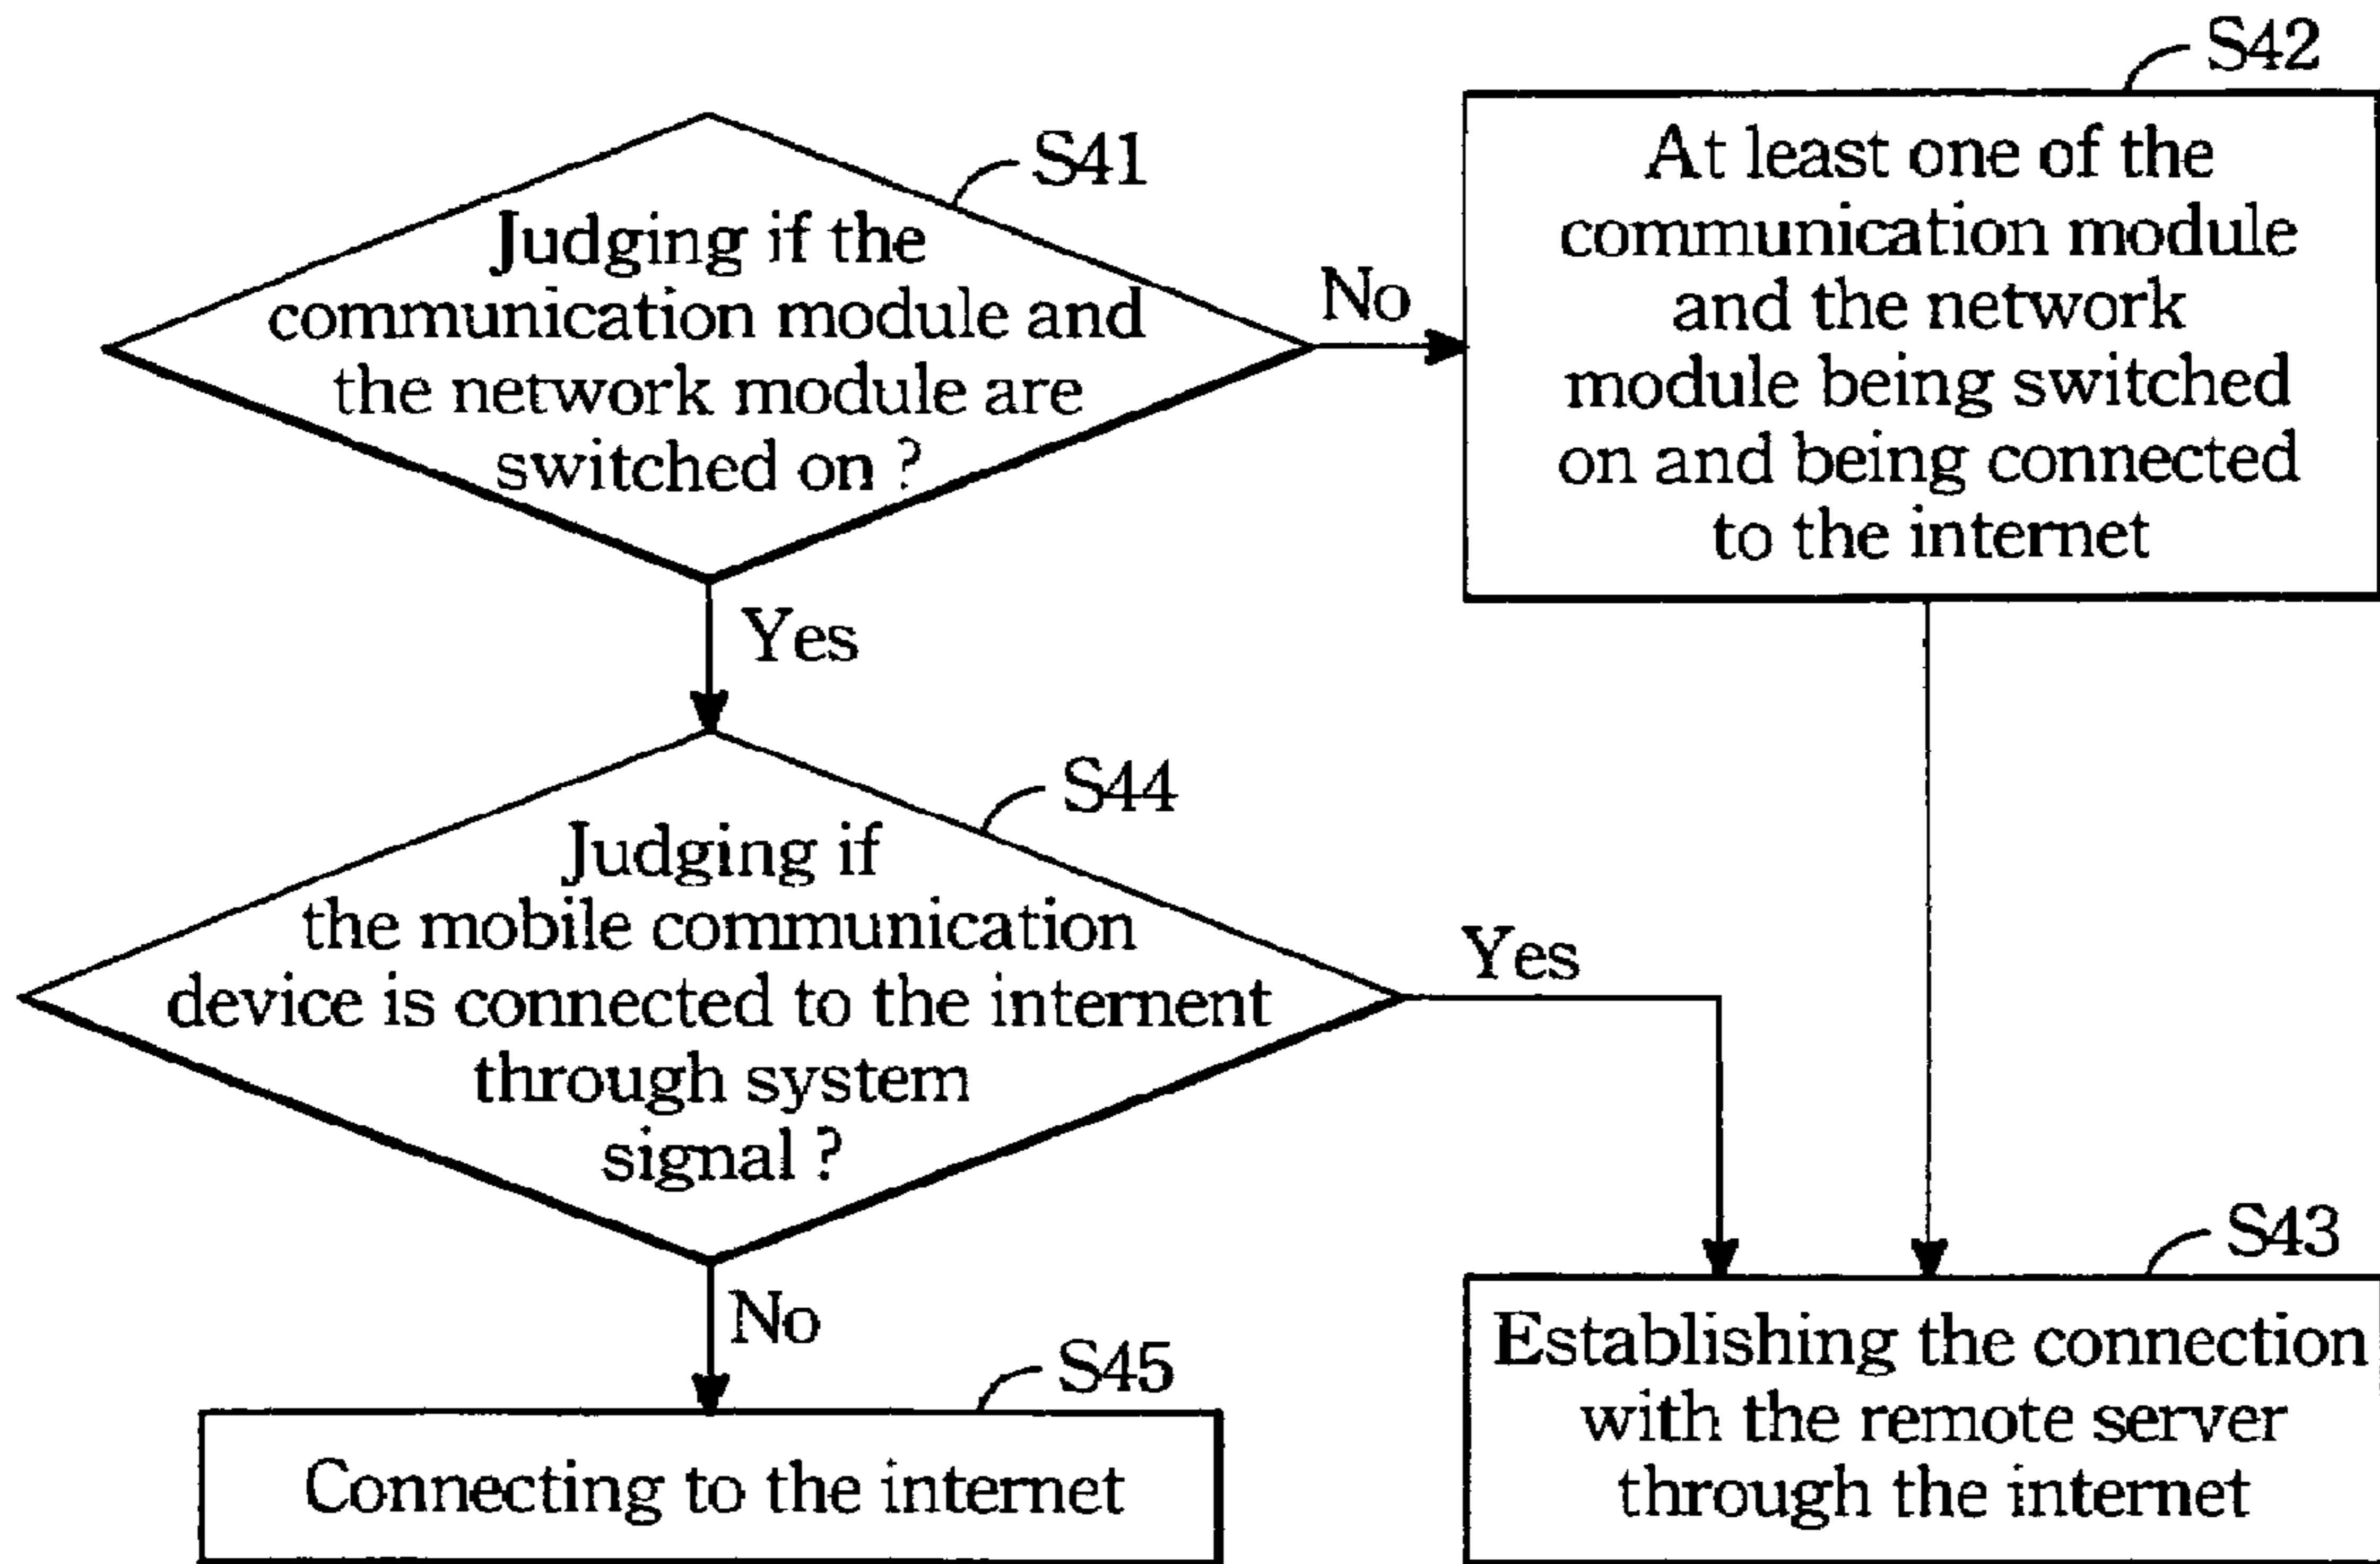 S41
Judging if the
communication module and
the network module are
switched on ?
No
S42
At least one of the
communication module
and the network
module being switched
on and being connected
to the internet
Yes
S44
Judging if
the mobile communication
device is connected to the internent
through system
signal ?
Yes
No
S45
Connecting to the internet
S43
Establishing the connection
with the remote server
through the internet